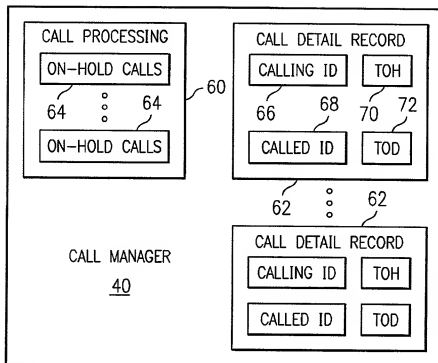 CALL PROCESSING
ON-HOLD CALLS
64
64
ON-HOLD CALLS
60
CALL DETAIL RECORD
CALLING ID
TOH
66
68
70
72
CALLED ID
TOD
62
62
CALL DETAIL RECORD
CALLING ID
TOH
CALLED ID
TOD
CALL MANAGER
40